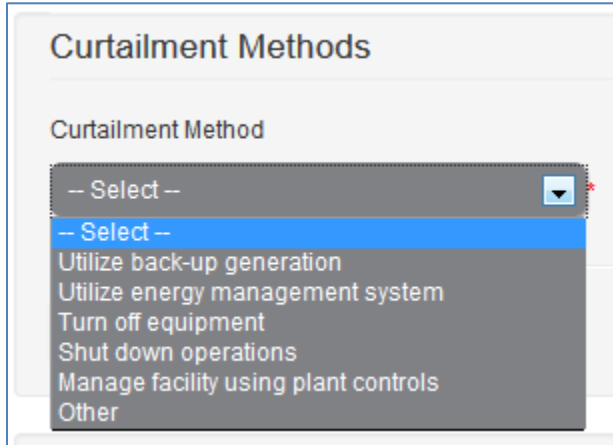 Curtailment Methods
Curtailment Method
-- Select -- *
-- Select --
Utilize back-up generation
Utilize energy management system
Turn off equipment
Shut down operations
Manage facility using plant controls
Other